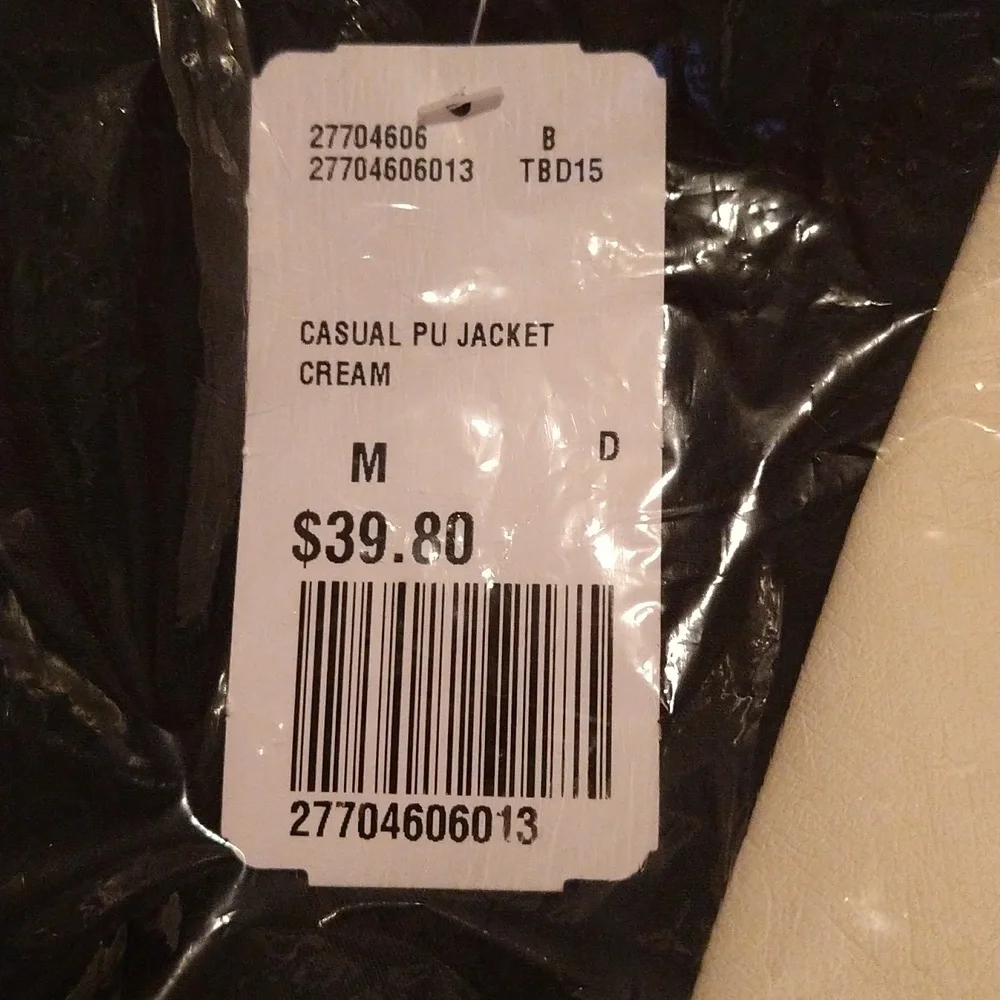 27704606 B
27704606013 TBD15
CASUAL PU JACKET
CREAM
M D
$39.80
27704606013